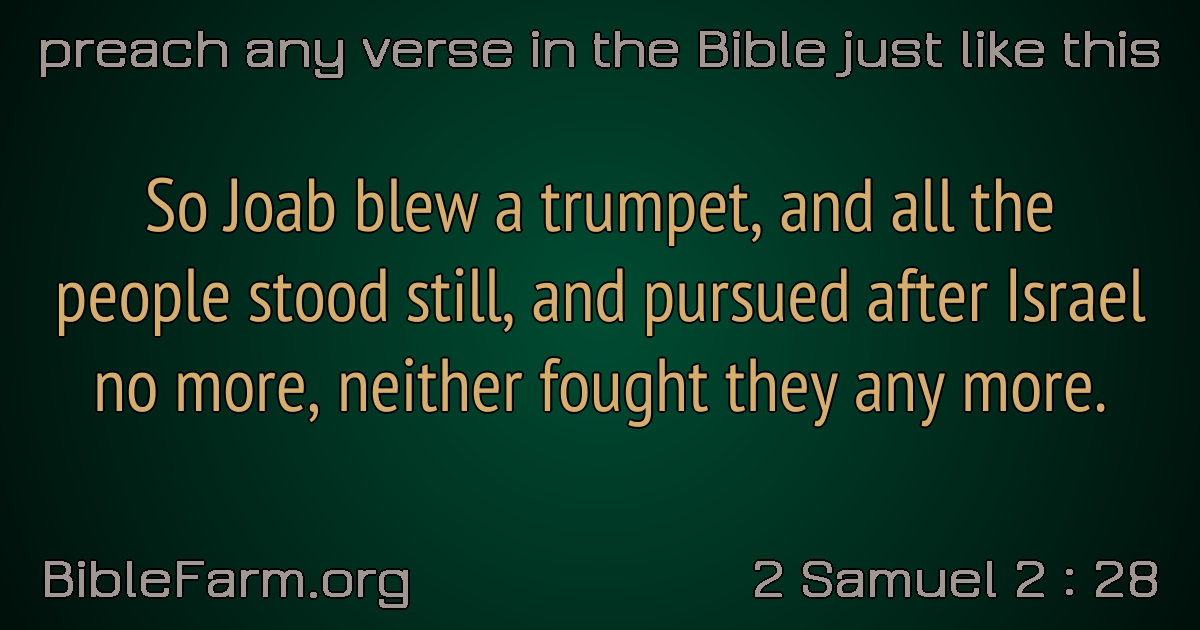 preach any verse in the Bible just like this
So Joab blew a trumpet, and all the
people stood still, and pursued after Israel
no more, neither fought they any more.
BibleFarm.org
2 Samuel 2 : 28